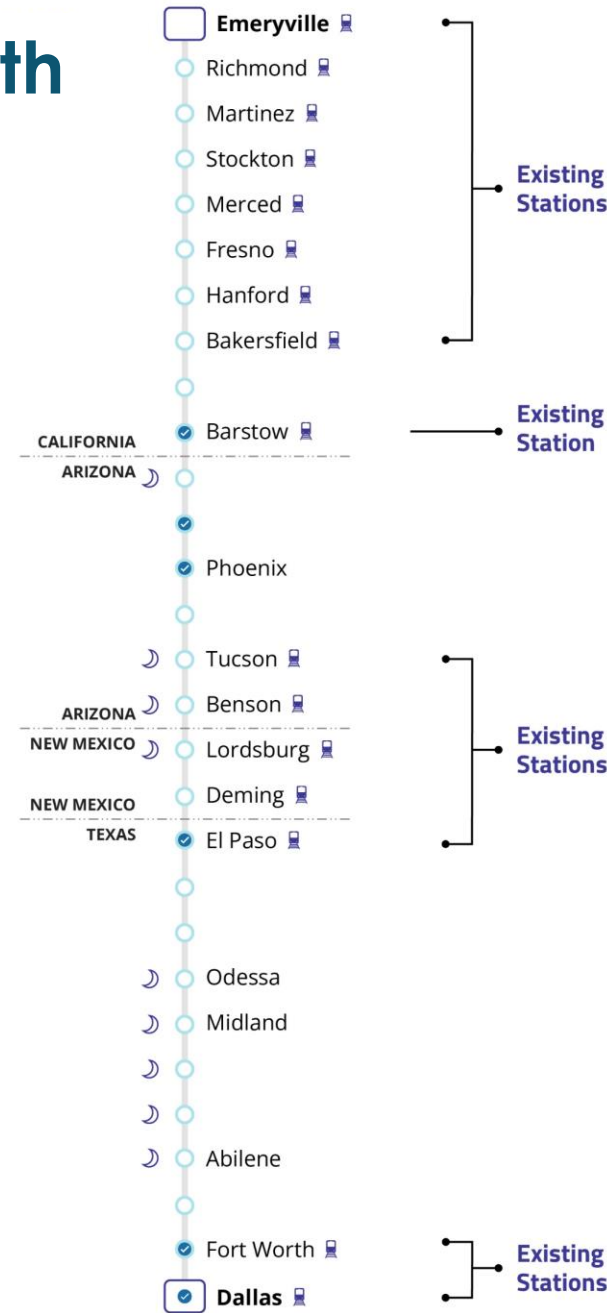 th
Emeryville
Richmond
Martinez
Stockton
Existing
Stations
Merced
Fresno
Hanford
Bakersfield
Existing
Station
Barstow
CALIFORNIA
ARIZONA
Phoenix
Tucson
Benson
ARIZONA
NEW MEXICO
Lordsburg
Existing
Stations
Deming
NEW MEXICO
TEXAS
El Paso
Odessa
Midland
Abilene
Fort Worth
Existing
Stations
Dallas